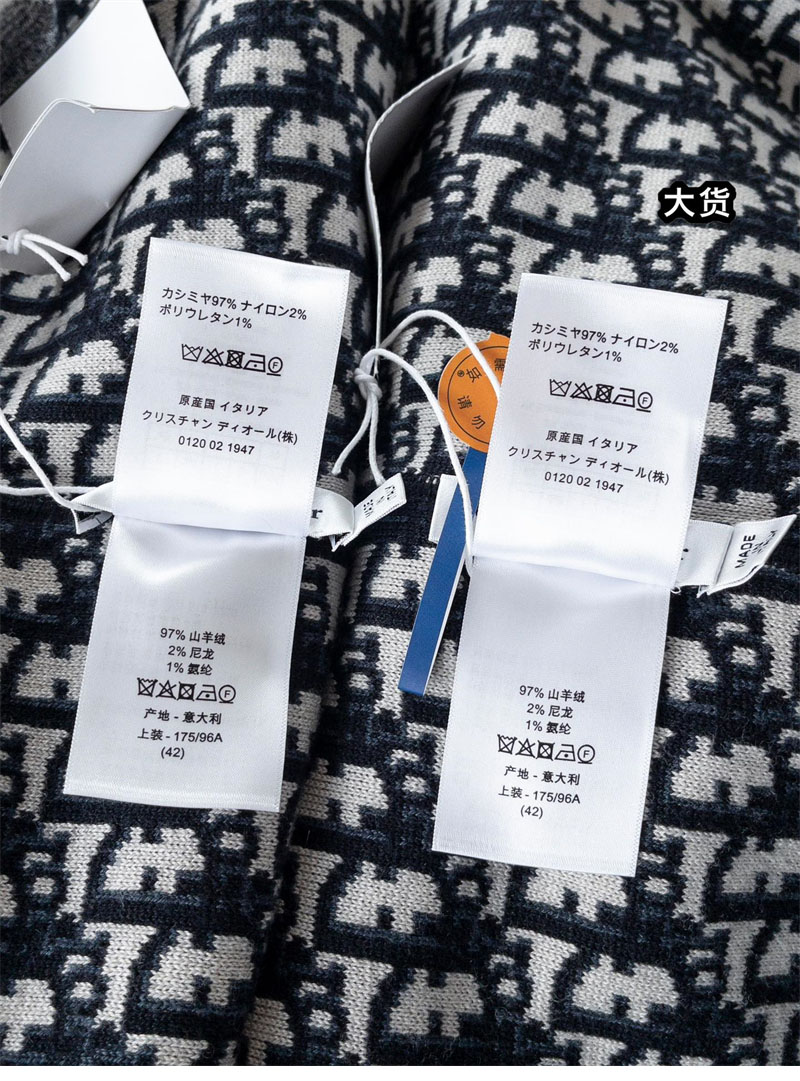 大货
カシミヤ97% ナイロン2%
ポリウレタン1%
原産国 イタリア
クリスチャン ディオール(株)
0120 02 1947
97% 山羊绒
2% 尼龙
1% 氨纶
F
产地 - 意大利
上装 - 175/96A
(42)
r
カシミヤ97% ナイロン2%
ポリウレタン1%
原産国 イタリア
クリスチャン ディオール(株)
0120 02 1947
97% 山羊绒
2% 尼龙
1% 氨纶
F
产地 - 意大利
上装 - 175/96A
(42)
r
MADE
需
妥
请勿